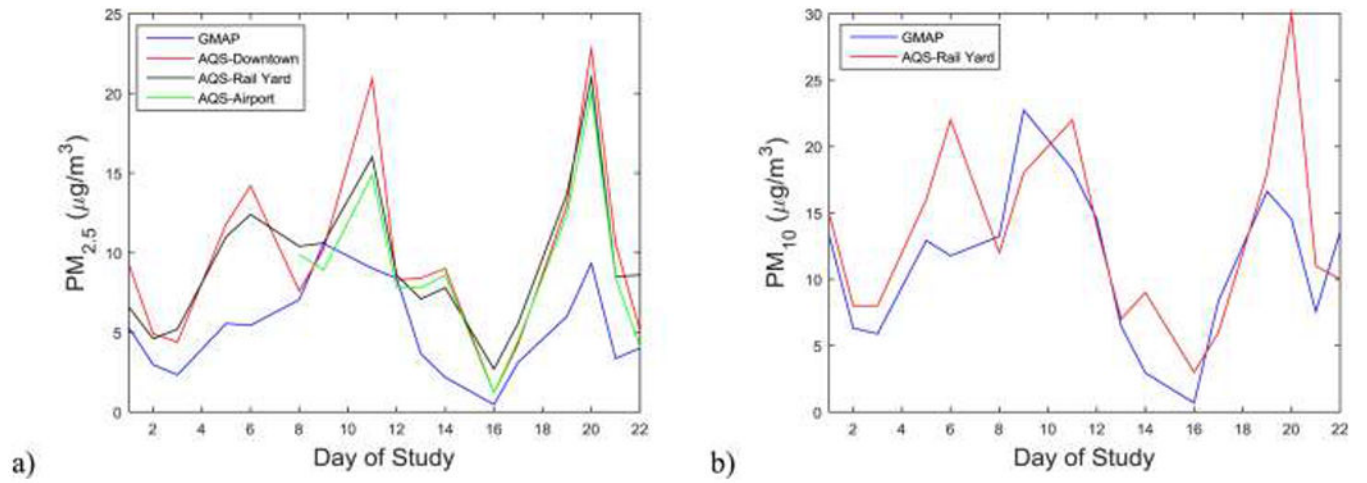 25
20
15
10
5
0
PM2.5 (μg/m3)
GMAP
AQS-Downtown
AQS-Rail Yard
AQS-Airport
2 4 6 8 10 12 14 16 18 20 22
Day of Study
a)
30
25
20
15
10
5
0
PM10 (μg/m3)
GMAP
AQS-Rail Yard
2 4 6 8 10 12 14 16 18 20 22
Day of Study
b)